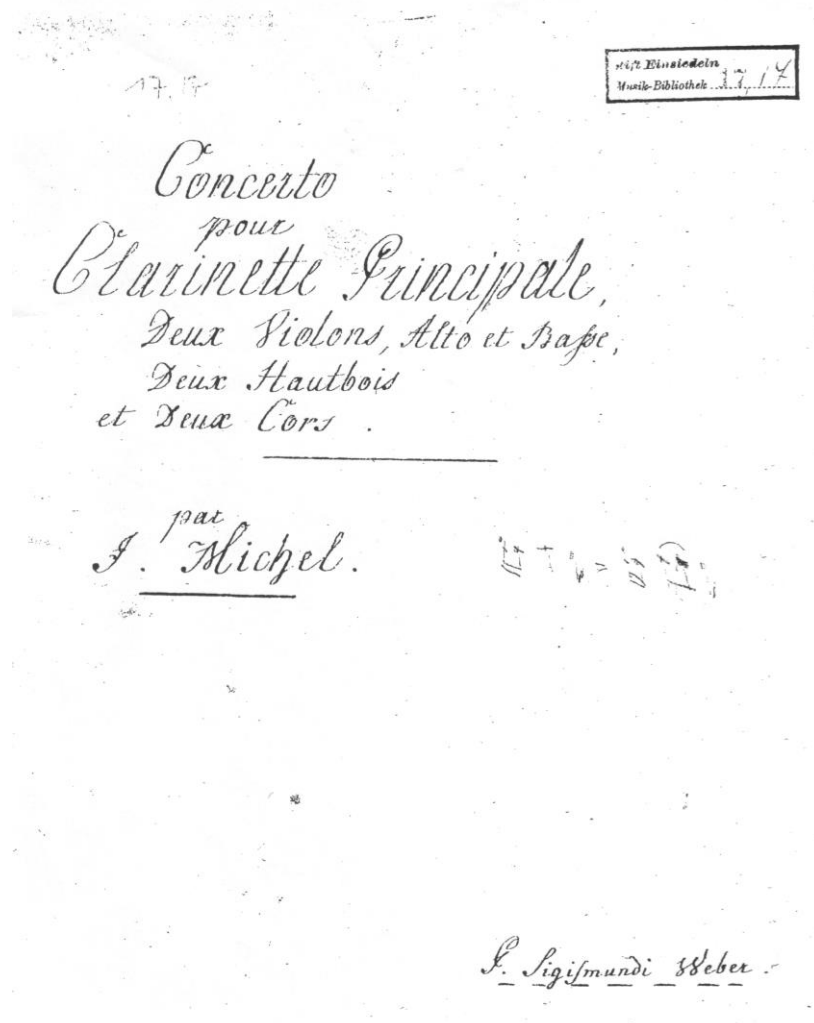 17,17
Stift Einsiedeln
Musik-Bibliothek 37,17
Concerto
pour
Clarinette Principale,
Deux Violons, Alto et Baſse,
Deux Hautbois
et Deux Cors.
par
J. Michel.
P. Sigiſmundi Weber.